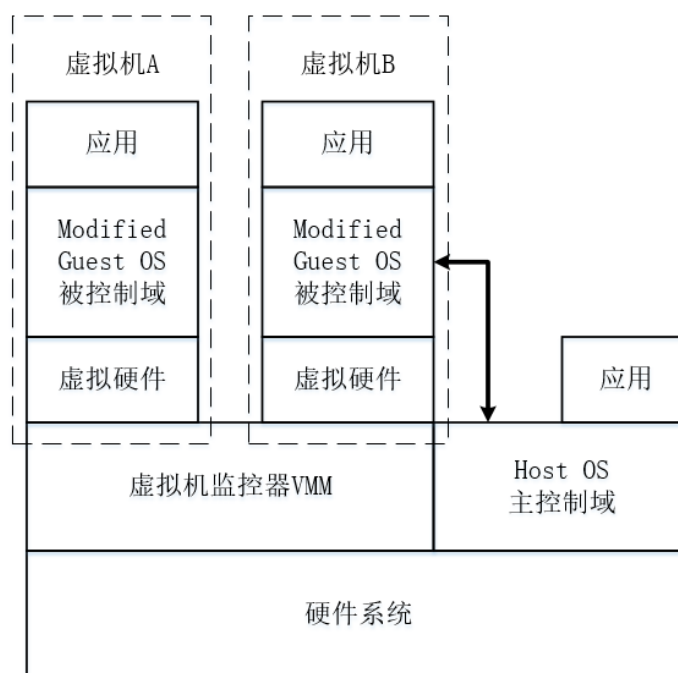 虚拟机A
虚拟机B
应用
应用
Modified
Guest OS
被控制域
Modified
Guest OS
被控制域
虚拟硬件
虚拟硬件
应用
虚拟机监控器VMM
Host OS
主控制域
硬件系统